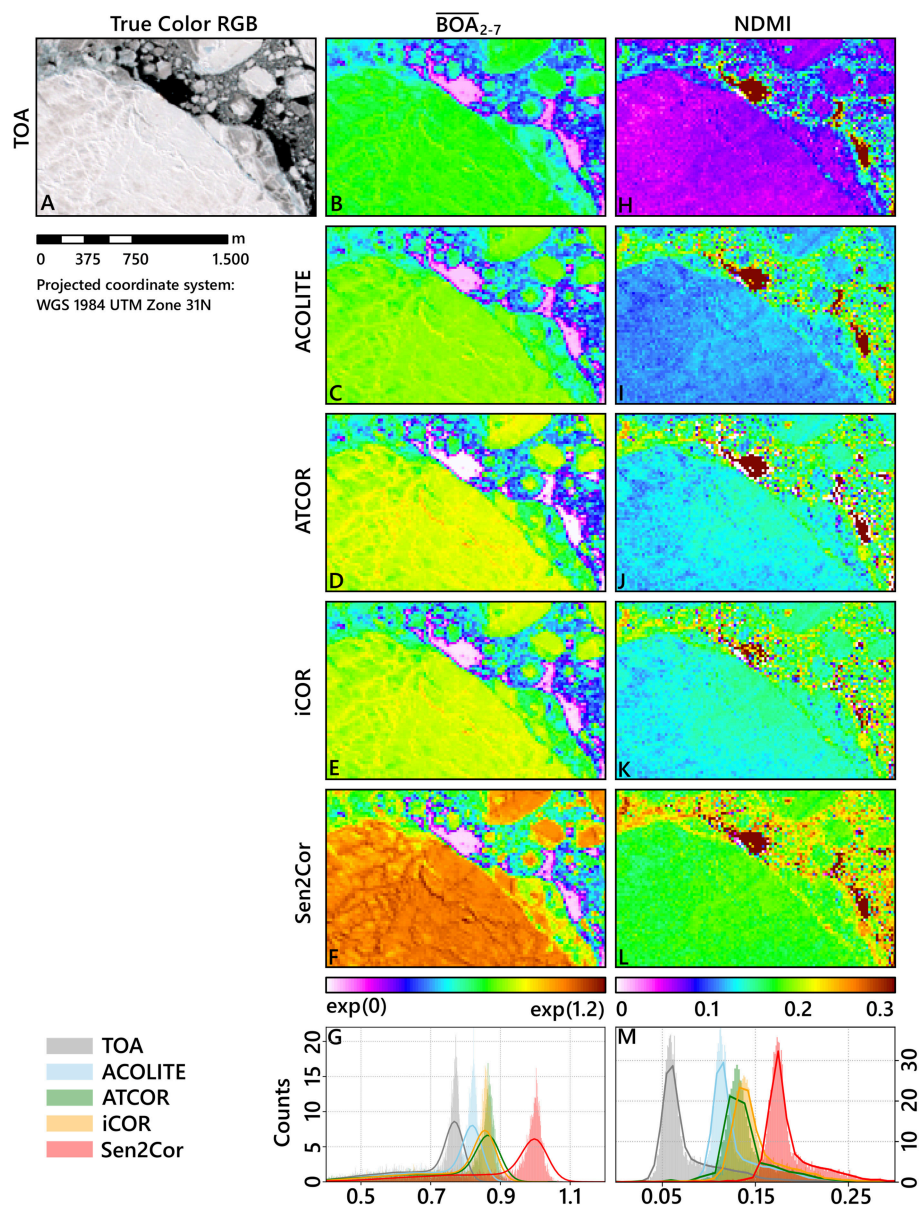 True Color RGB
BOA2-7
NDMI
TOA
A
B
H
m
0 375 750 1.500
Projected coordinate system:
WGS 1984 UTM Zone 31N
ACOLITE
C
I
ATCOR
D
J
iCOR
E
K
Sen2Cor
F
L
exp(0) exp(1.2)
0 0.1 0.2 0.3
TOA
ACOLITE
ATCOR
iCOR
Sen2Cor
G
Counts
20
15
10
5
0
0.5 0.7 0.9 1.1
M
30
20
10
0
0.05 0.15 0.25